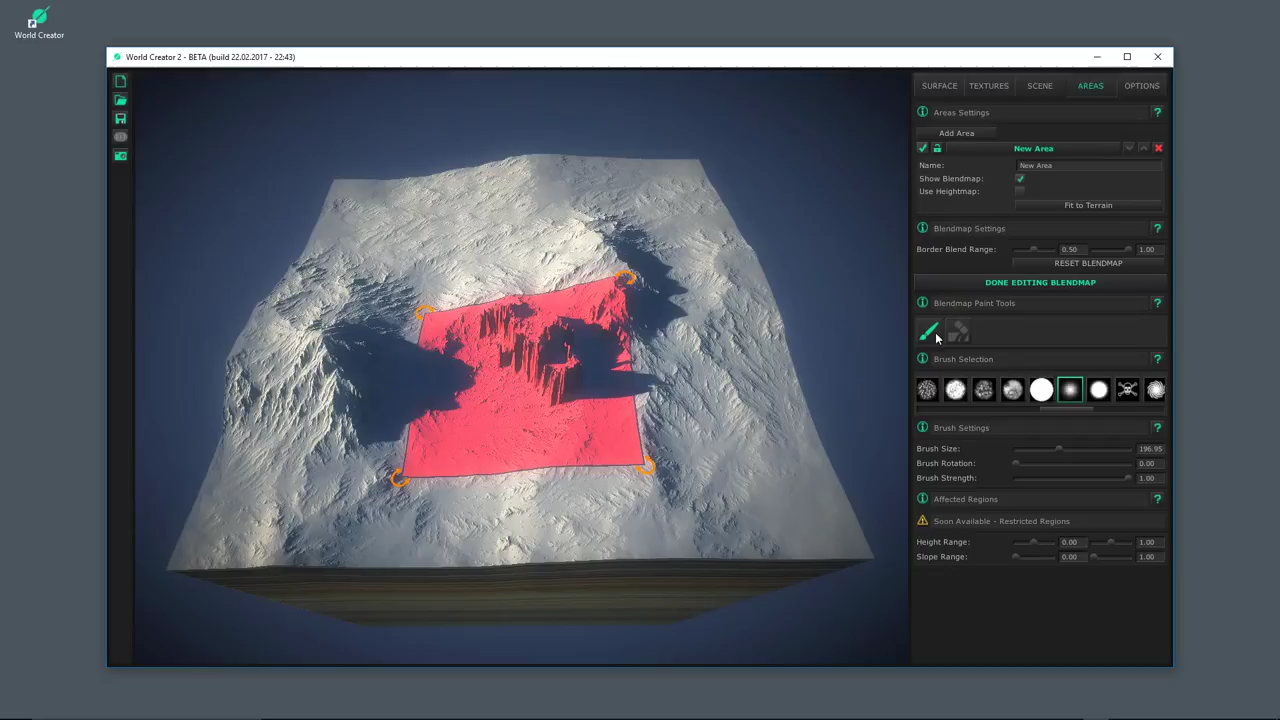 World Creator
World Creator 2 - BETA (build 22.02.2017 - 22:43)
SURFACE TEXTURES SCENE AREAS OPTIONS
Areas Settings ?
Add Area
New Area
Name: New Area
Show Blendmap:
Use Heightmap:
Fit to Terrain
Blendmap Settings ?
Border Blend Range: 0.50 1.00
RESET BLENDMAP
DONE EDITING BLENDMAP
Blendmap Paint Tools ?
Brush Selection ?
Brush Settings ?
Brush Size: 196.95
Brush Rotation: 0.00
Brush Strength: 1.00
Affected Regions ?
Soon Available - Restricted Regions
Height Range: 0.00 1.00
Slope Range: 0.00 1.00